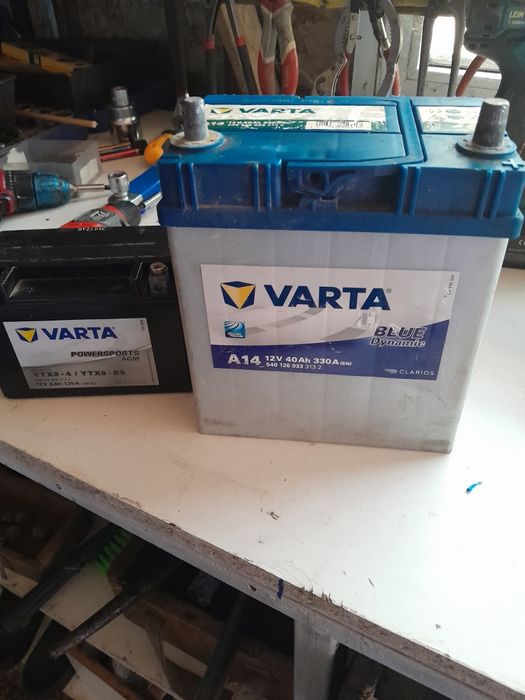 VARTA
VARTA®
BLUE
Dynamic
A14 12V 40Ah 330A (EN)
540 126 033 313 2
CLARIOS
VARTA
POWERSPORTS
AGM
YTX9-4 / YTX9-BS
12V 8Ah 135A